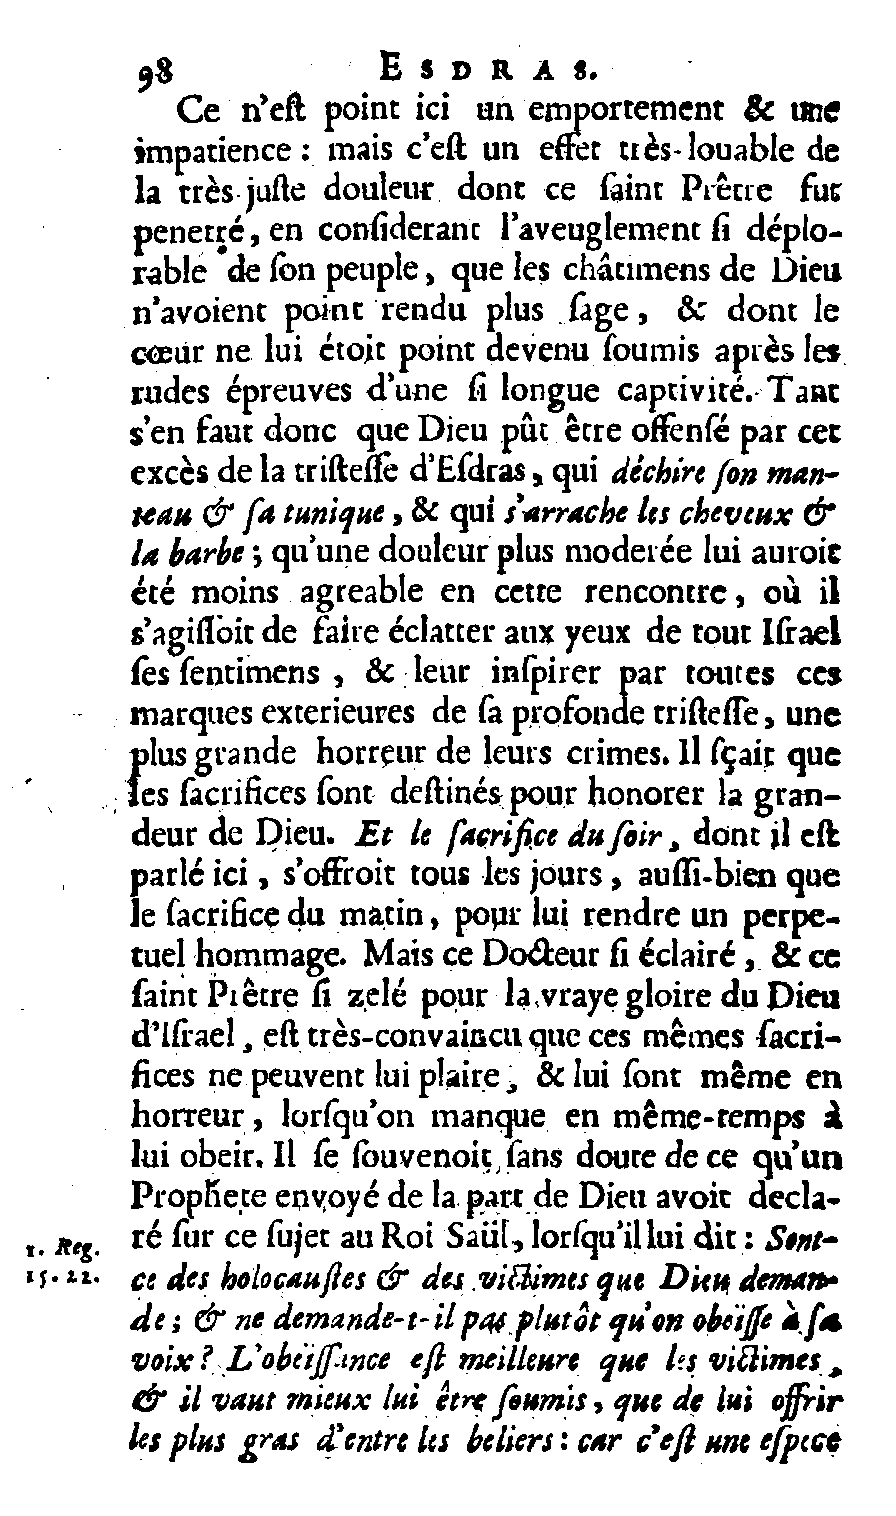 98 ESDRAS.
Ce n'eſt point ici un emportement & une
impatience : mais c'eſt un effet très-louable de
la très-juſte douleur dont ce ſaint Prêtre fut
penetré, en conſiderant l'aveuglement ſi déplo-
rable de ſon peuple, que les châtimens de Dieu
n'avoient point rendu plus ſage, & dont le
cœur ne lui étoit point devenu ſoumis après les
rudes épreuves d'une ſi longue captivité. Tant
s'en faut donc que Dieu pût être offenſé par cet
excès de la triſteſſe d'Eſdras, qui déchire ſon man-
teau & ſa tunique, & qui s'arrache les cheveux &
la barbe ; qu'une douleur plus moderée lui auroit
été moins agreable en cette rencontre, où il
s'agiſſoit de faire éclatter aux yeux de tout Iſrael
ſes ſentimens, & leur inſpirer par toutes ces
marques exterieures de ſa profonde triſteſſe, une
plus grande horreur de leurs crimes. Il ſçait que
les ſacrifices ſont deſtinés pour honorer la gran-
deur de Dieu. Et le ſacrifice du ſoir, dont il eſt
parlé ici, s'offroit tous les jours, auſſi-bien que
le ſacrifice du matin, pour lui rendre un perpe-
tuel hommage. Mais ce Docteur ſi éclairé, & ce
ſaint Prêtre ſi zelé pour la vraye gloire du Dieu
d'Iſrael, eſt très-convaincu que ces mêmes ſacri-
fices ne peuvent lui plaire, & lui ſont même en
horreur, lorſqu'on manque en même-temps à
lui obeir. Il ſe ſouvenoit ſans doute de ce qu'un
Prophete envoyé de la part de Dieu avoit decla-
ré ſur ce ſujet au Roi Saül, lorſqu'il lui dit : Sont-
1. Reg.
15. 22.
ce des holocauſtes & des victimes que Dieu deman-
de ; & ne demande-t-il pas plutôt qu'on obeïſſe à ſa
voix ? L'obeïſſance eſt meilleure que les victimes,
& il vaut mieux lui être ſoumis, que de lui offrir
les plus gras d'entre les beliers : car c'eſt une eſpece